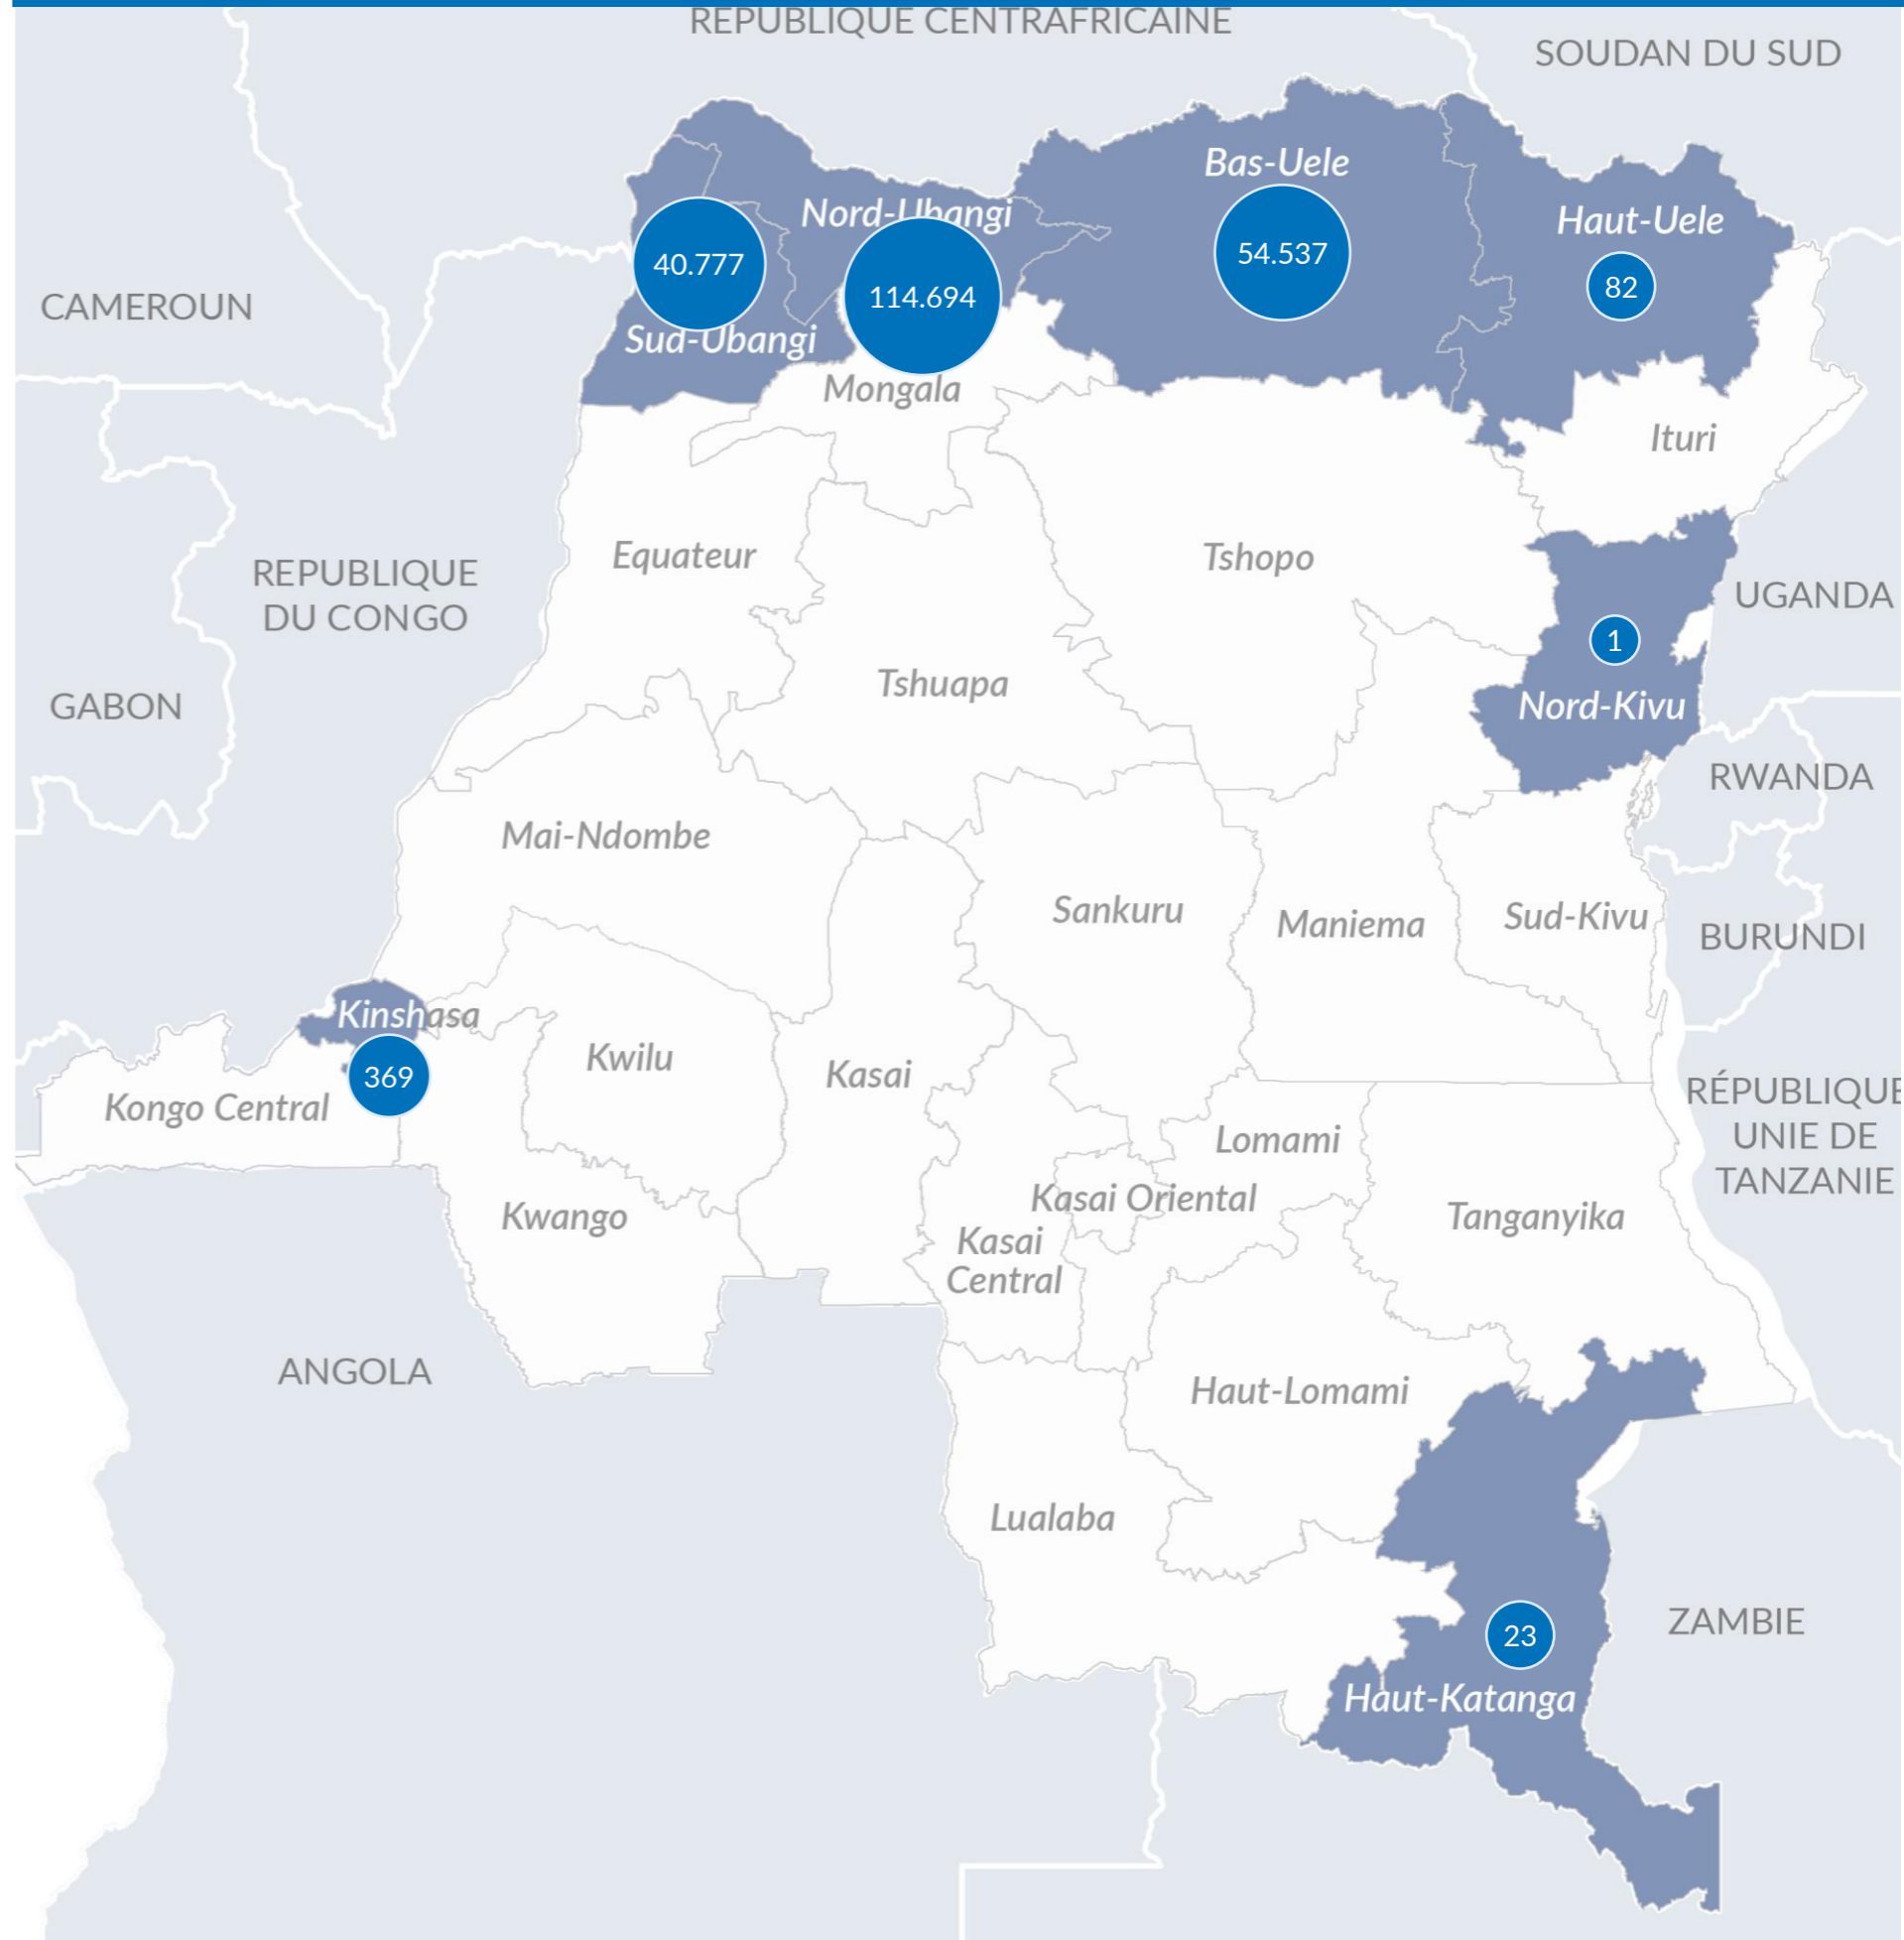 REPUBLIQUE CENTRAFRICAINE
SOUDAN DU SUD
Bas-Uele
Nord-Ubangi
Haut-Uele
40.777
54.537
82
114.694
CAMEROUN
Sud-Ubangi
Mongala
Ituri
Equateur
Tshopo
REPUBLIQUE
DU CONGO
UGANDA
1
Tshuapa
GABON
Nord-Kivu
RWANDA
Mai-Ndombe
Sankuru
Maniema
Sud-Kivu
BURUNDI
Kinshasa
Kwilu
Kasai
369
Kongo Central
RÉPUBLIQUE
UNIE DE
TANZANIE
Lomami
Kasai Oriental
Kwango
Tanganyika
Kasai
Central
ANGOLA
Haut-Lomami
Lualaba
ZAMBIE
23
Haut-Katanga